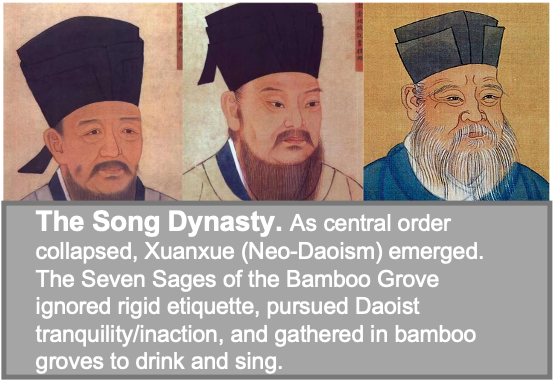 The Song Dynasty. As central order
collapsed, Xuanxue (Neo-Daoism) emerged.
The Seven Sages of the Bamboo Grove
ignored rigid etiquette, pursued Daoist
tranquility/inaction, and gathered in bamboo
groves to drink and sing.